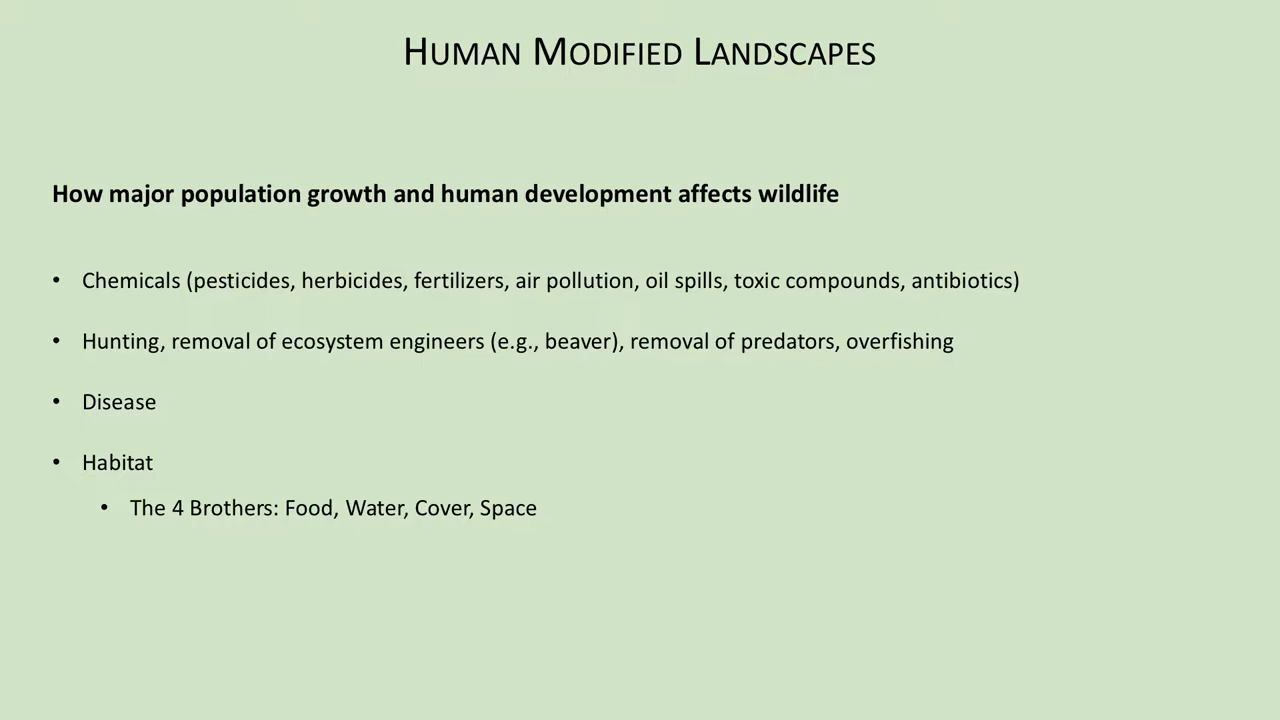 Human Modified Landscapes
How major population growth and human development affects wildlife
• Chemicals (pesticides, herbicides, fertilizers, air pollution, oil spills, toxic compounds, antibiotics)
• Hunting, removal of ecosystem engineers (e.g., beaver), removal of predators, overfishing
• Disease
• Habitat
• The 4 Brothers: Food, Water, Cover, Space